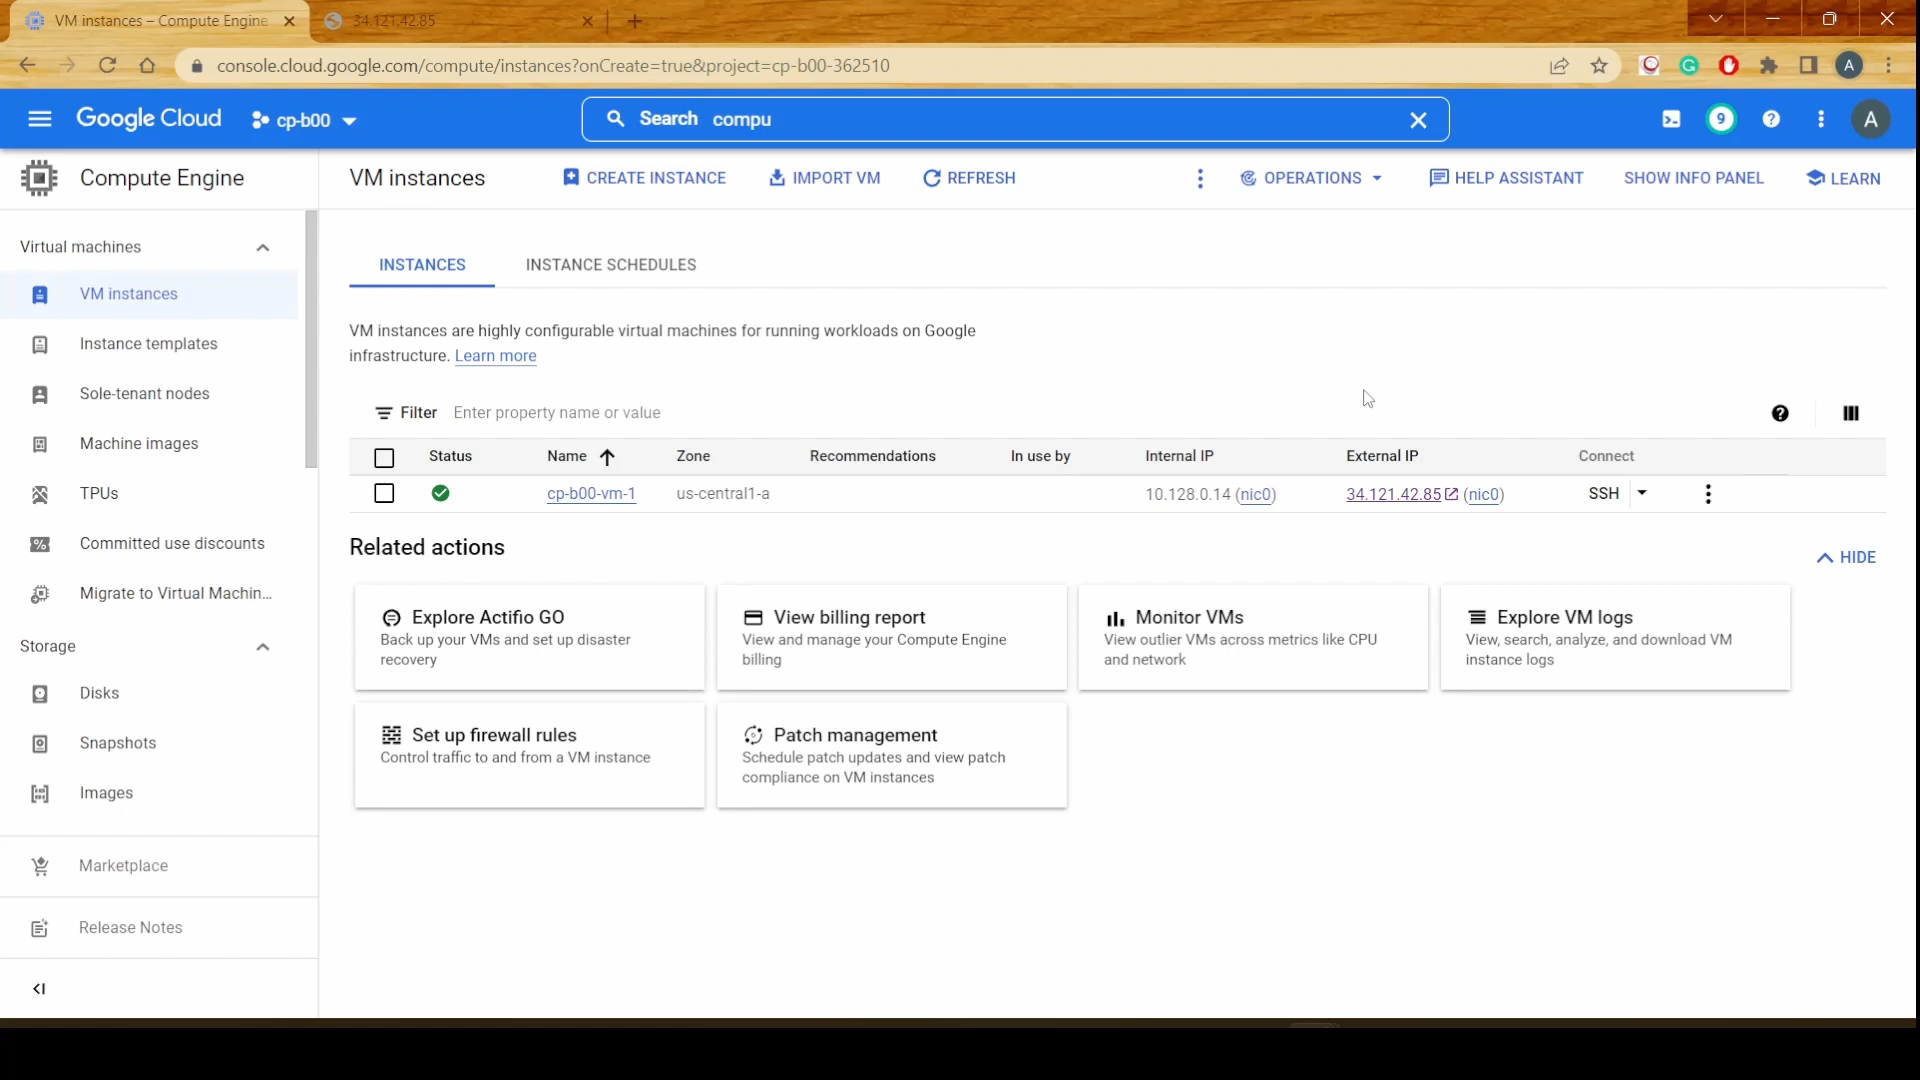 VM instances – Compute Engine
34.121.42.85
console.cloud.google.com/compute/instances?onCreate=true&project=cp-b00-362510
G
A
Google Cloud
cp-b00
Search compu
9
A
Compute Engine
VM instances
CREATE INSTANCE
IMPORT VM
REFRESH
OPERATIONS
HELP ASSISTANT
SHOW INFO PANEL
LEARN
Virtual machines
VM instances
Instance templates
Sole-tenant nodes
Machine images
TPUs
Committed use discounts
Migrate to Virtual Machin...
Storage
Disks
Snapshots
Images
Marketplace
Release Notes
INSTANCES
INSTANCE SCHEDULES
VM instances are highly configurable virtual machines for running workloads on Google
infrastructure. Learn more
Filter Enter property name or value
Status Name Zone Recommendations In use by Internal IP External IP Connect
cp-b00-vm-1 us-central1-a 10.128.0.14 (nic0) 34.121.42.85 (nic0) SSH
Related actions
HIDE
Explore Actifio GO
Back up your VMs and set up disaster
recovery
View billing report
View and manage your Compute Engine
billing
Monitor VMs
View outlier VMs across metrics like CPU
and network
Explore VM logs
View, search, analyze, and download VM
instance logs
Set up firewall rules
Control traffic to and from a VM instance
Patch management
Schedule patch updates and view patch
compliance on VM instances